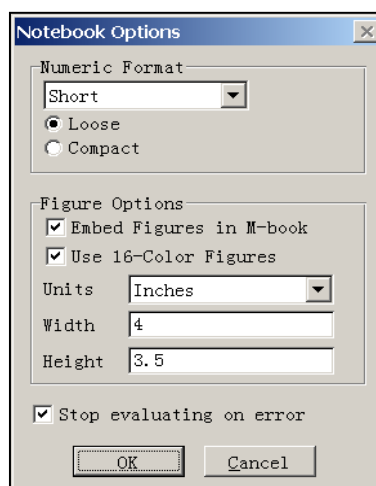 Notebook Options
Numeric Format
Short
Loose
Compact
Figure Options
Embed Figures in M-book
Use 16-Color Figures
Units Inches
Width 4
Height 3.5
Stop evaluating on error
OK Cancel